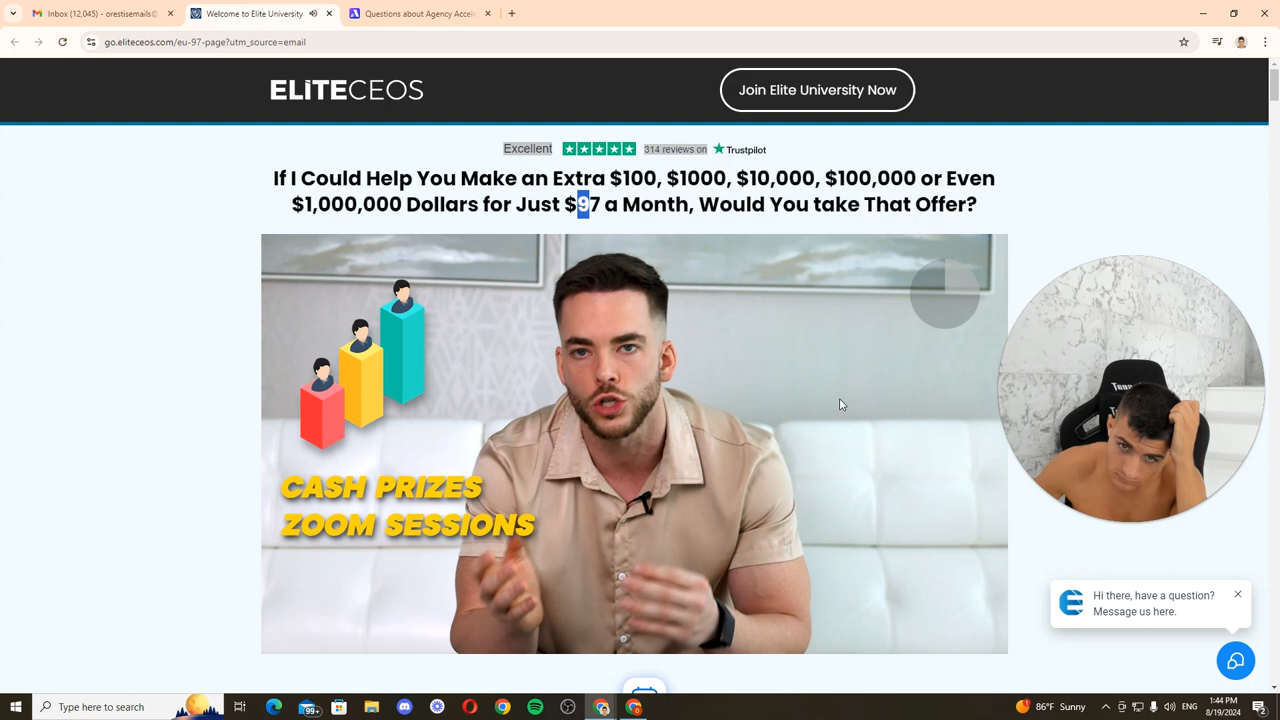 Inbox (12,045) - orestisemails©
Welcome to Elite University
Questions about Agency Accele
go.eliteceos.com/eu-97-page?utm_source=email
ELITECEOS
Join Elite University Now
Excellent
314 reviews on
Trustpilot
If I Could Help You Make an Extra $100, $1000, $10,000, $100,000 or Even
$1,000,000 Dollars for Just $97 a Month, Would You take That Offer?
CASH PRIZES
ZOOM SESSIONS
Hi there, have a question?
Message us here.
Type here to search
99+
86°F Sunny
ENG
1:44 PM
8/19/2024
2